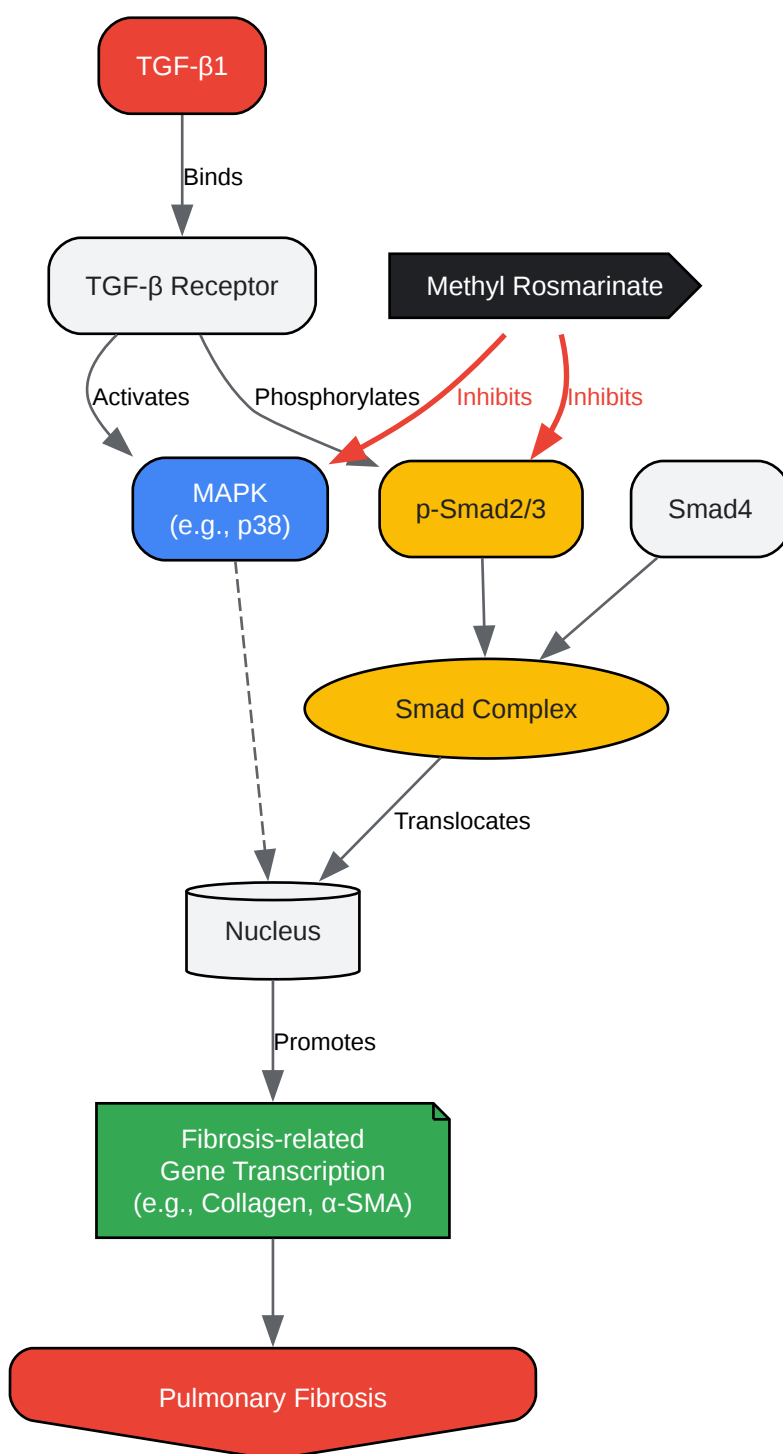 TGF-β1
Binds
TGF-β Receptor
Methyl Rosmarinate
Activates
Phosphorylates
Inhibits
Inhibits
MAPK
(e.g., p38)
p-Smad2/3
Smad4
Smad Complex
Translocates
Nucleus
Promotes
Fibrosis-related
Gene Transcription
(e.g., Collagen, α-SMA)
Pulmonary Fibrosis